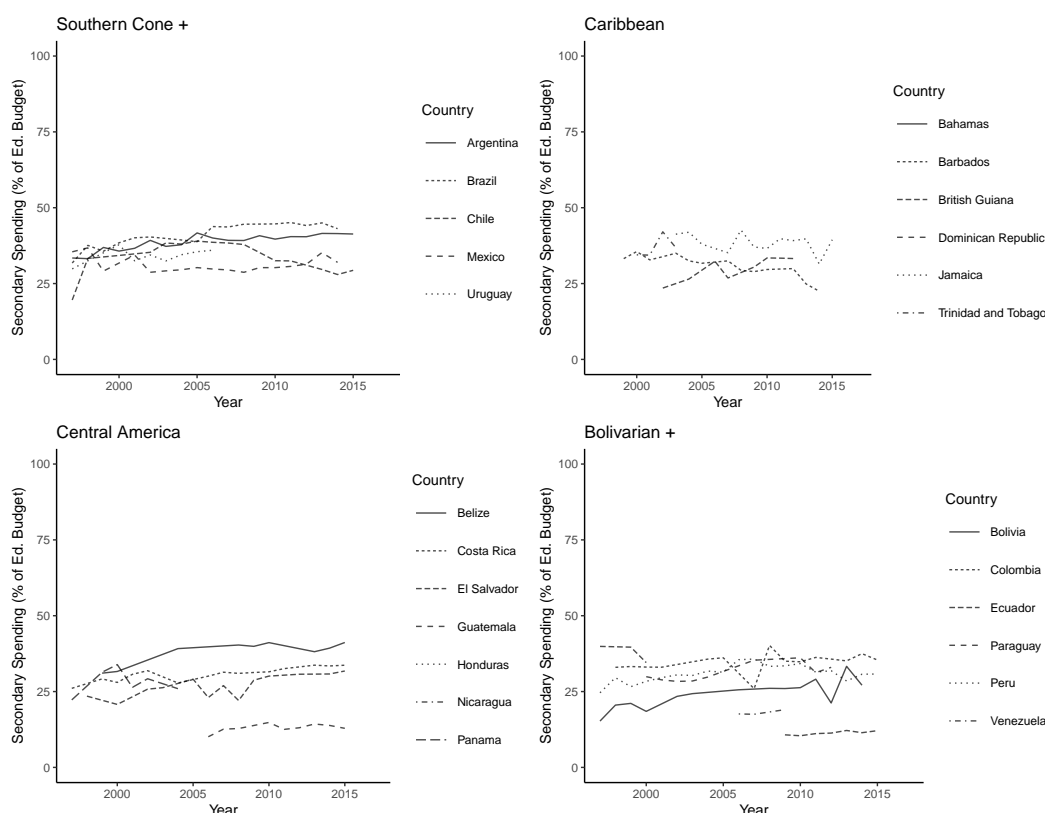 Southern Cone +
Secondary Spending (% of Ed. Budget)
100
75
50
25
0
2000 2005 2010 2015
Year
Country
Argentina
Brazil
Chile
Mexico
Uruguay
Caribbean
Secondary Spending (% of Ed. Budget)
100
75
50
25
0
2000 2005 2010 2015
Year
Country
Bahamas
Barbados
British Guiana
Dominican Republic
Jamaica
Trinidad and Tobago
Central America
Secondary Spending (% of Ed. Budget)
100
75
50
25
0
2000 2005 2010 2015
Year
Country
Belize
Costa Rica
El Salvador
Guatemala
Honduras
Nicaragua
Panama
Bolivarian +
Secondary Spending (% of Ed. Budget)
100
75
50
25
0
2000 2005 2010 2015
Year
Country
Bolivia
Colombia
Ecuador
Paraguay
Peru
Venezuela